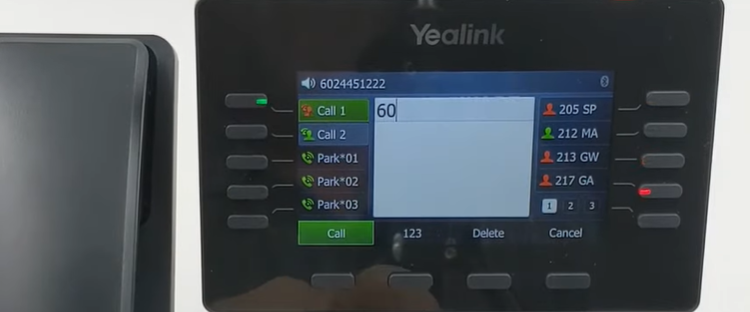 Yealink
6024451222
Call 1
60
205 SP
Call 2
212 MA
Park*01
213 GW
Park*02
217 GA
Park*03
1 2 3
Call 123 Delete Cancel